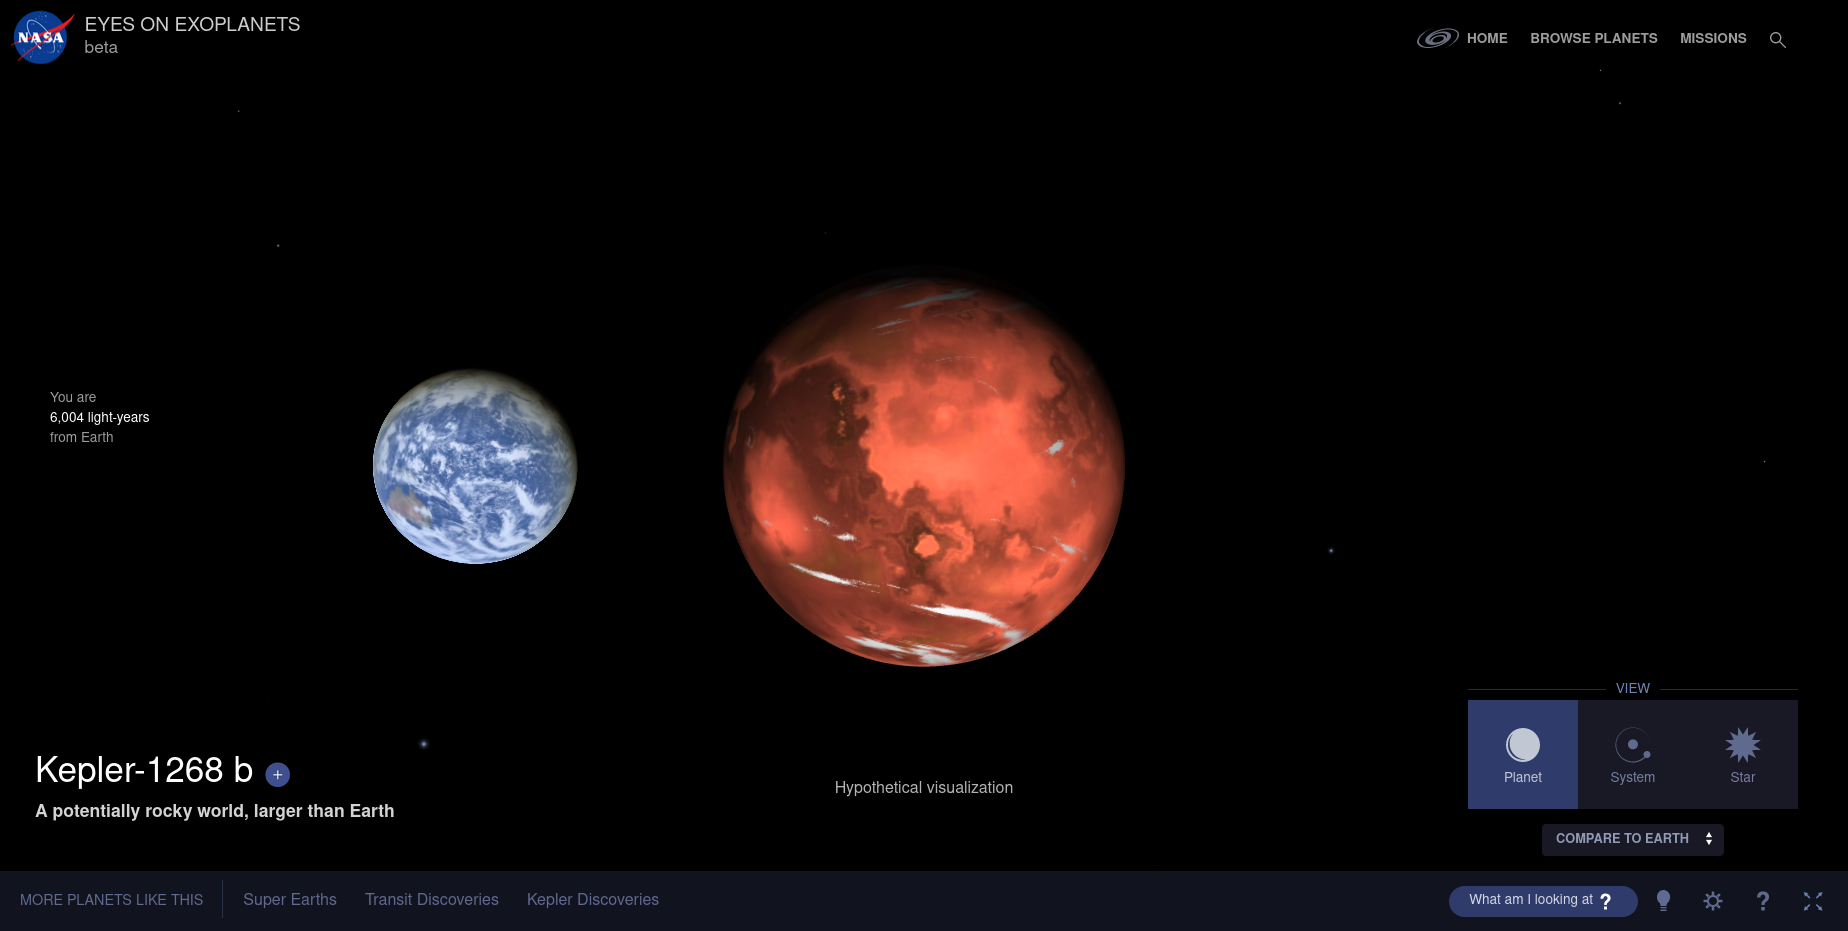 NASA
EYES ON EXOPLANETS
beta
HOME
BROWSE PLANETS
MISSIONS
You are
6,004 light-years
from Earth
Kepler-1268 b +
A potentially rocky world, larger than Earth
Hypothetical visualization
VIEW
Planet
System
Star
COMPARE TO EARTH
MORE PLANETS LIKE THIS
Super Earths
Transit Discoveries
Kepler Discoveries
What am I looking at ?
?